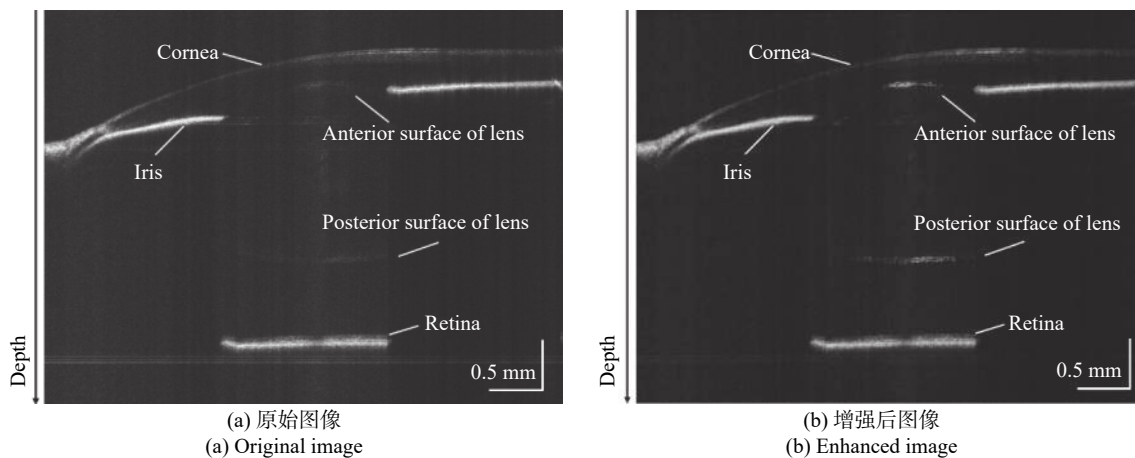 Cornea
Anterior surface of lens
Iris
Posterior surface of lens
Retina
Depth
0.5 mm
(a) 原始图像
(a) Original image
Cornea
Anterior surface of lens
Iris
Posterior surface of lens
Retina
Depth
0.5 mm
(b) 增强后图像
(b) Enhanced image